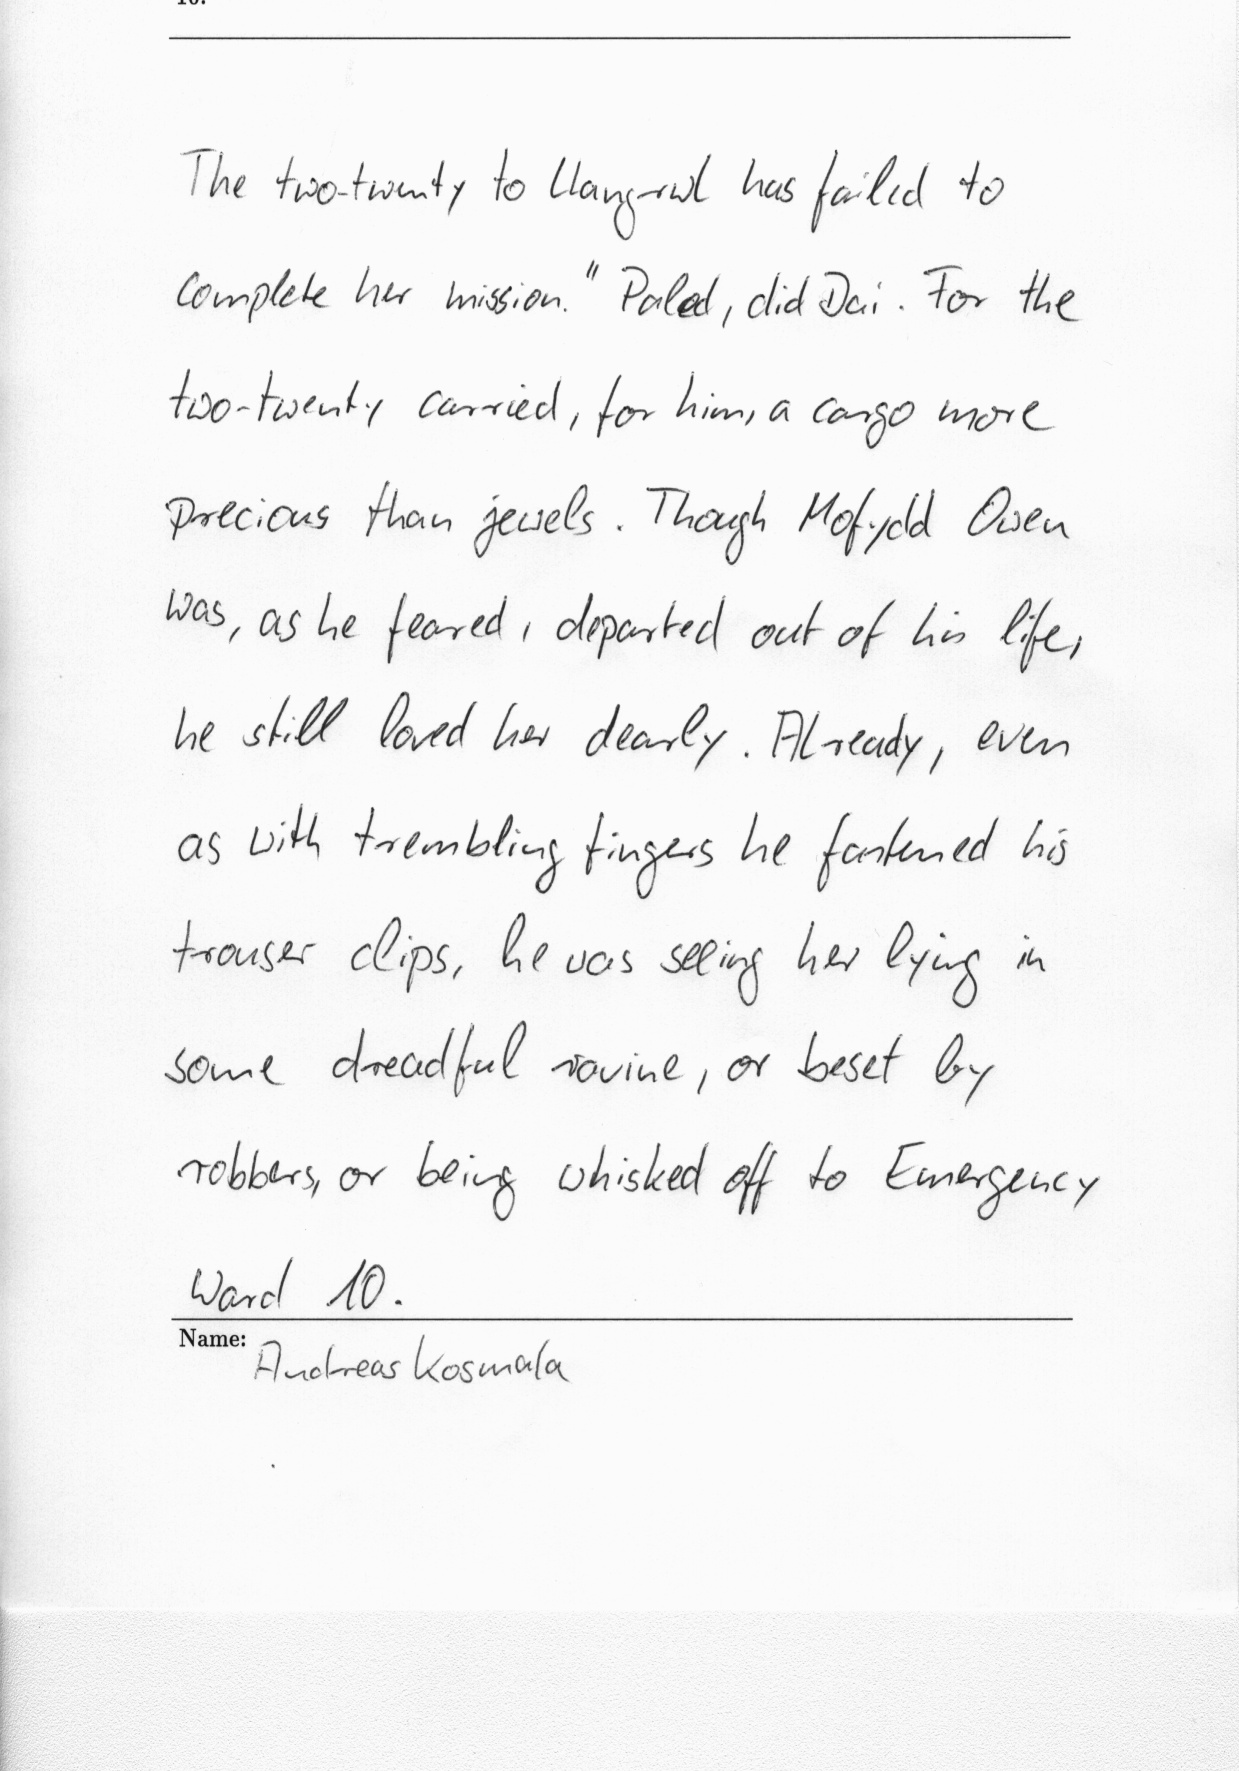 10.
The two-twenty to Llang-rwl has failed to
complete her mission." Paled, did Dai. For the
two-twenty carried, for him, a cargo more
precious than jewels. Though Mofydd Owen
was, as he feared, departed out of his life,
he still loved her dearly. Already, even
as with trembling fingers he fastened his
trouser clips, he was seeing her lying in
some dreadful ravine, or beset by
robbers, or being whisked off to Emergency
Ward 10.
Name: Andreas Kosmala